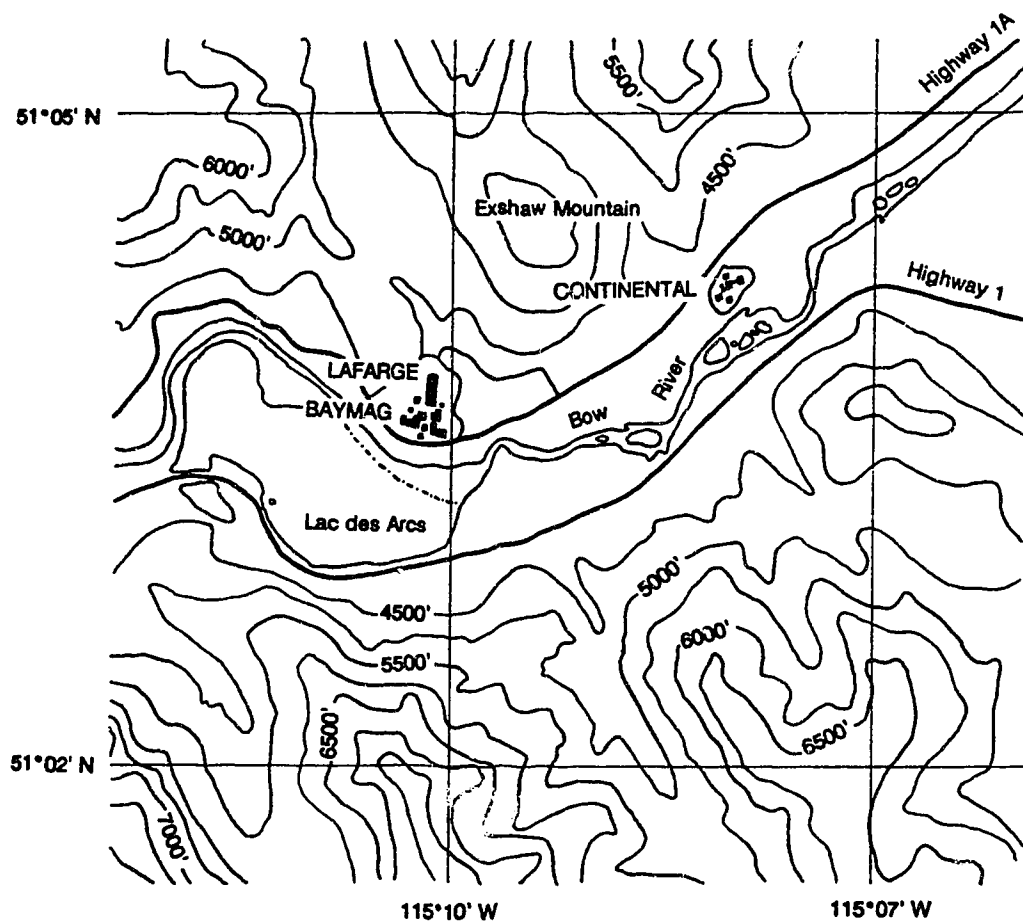 Highway 1A
5500'
51°05' N
6000'
4500'
Exshaw Mountain
5000'
CONTINENTAL
Highway 1
LAFARGE
River
BAYMAG
Bow
Lac des Arcs
5000'
4500'
6000'
5500'
6500'
6500'
51°02' N
7000'
115°10' W
115°07' W